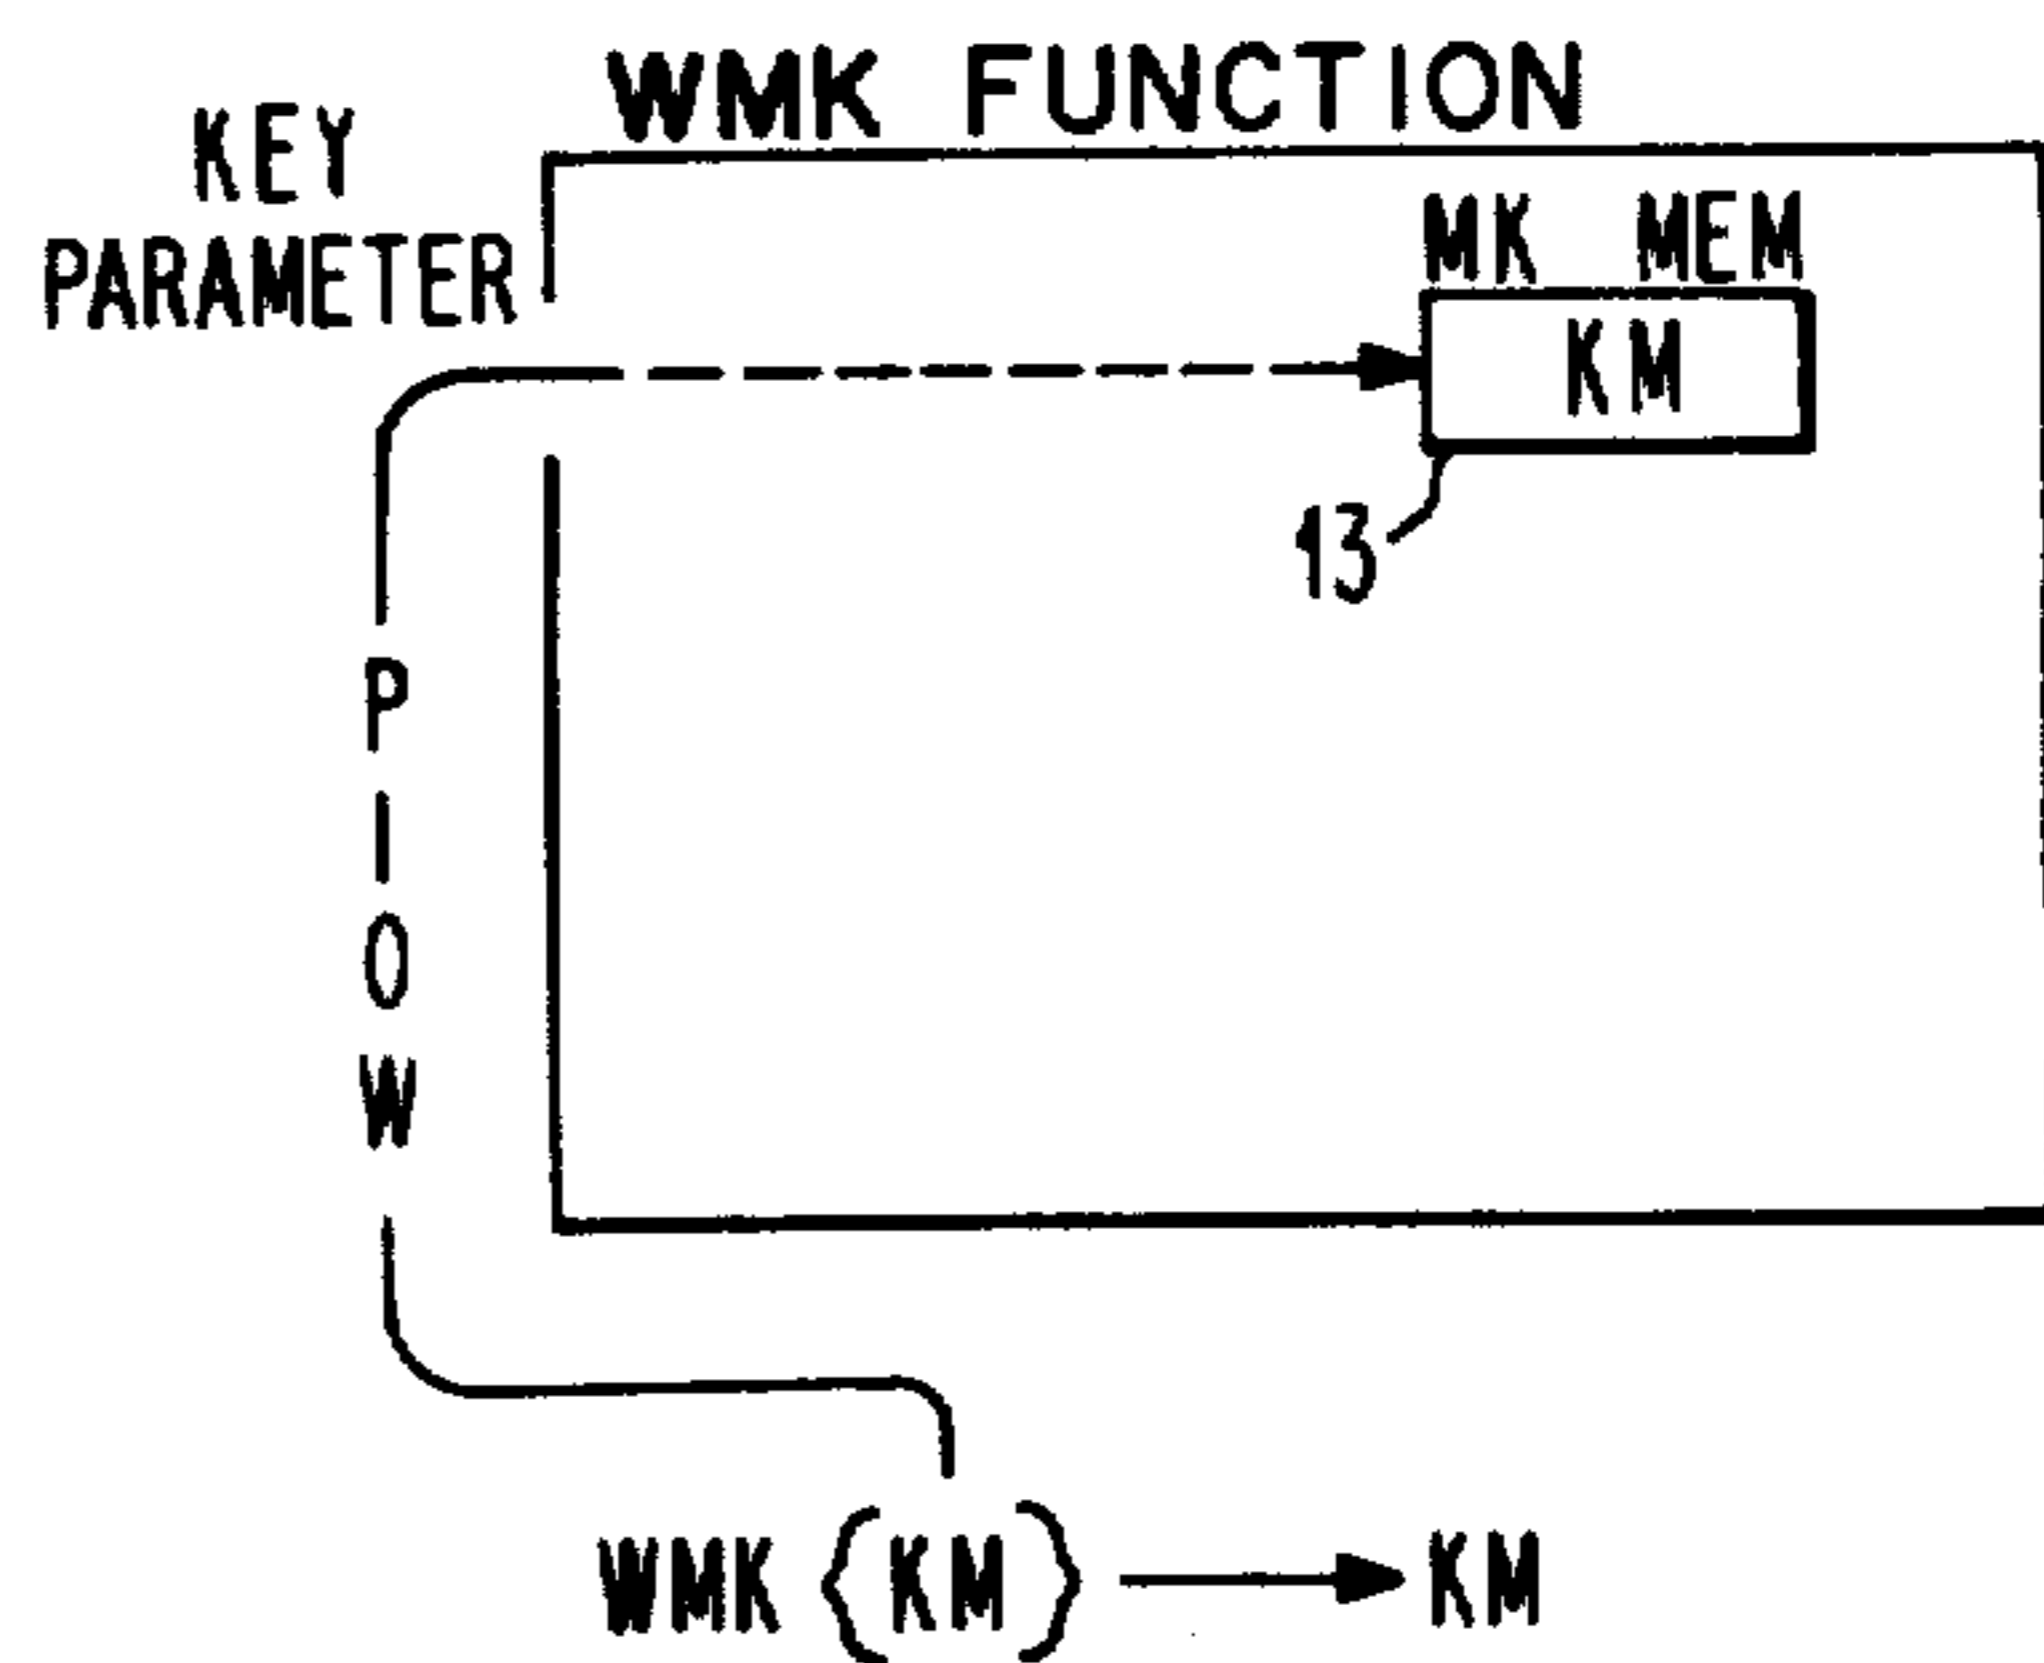 WMK FUNCTION
KEY
PARAMETER
MK MEM
KM
13
P
I
O
W
WMK {KM} → KM